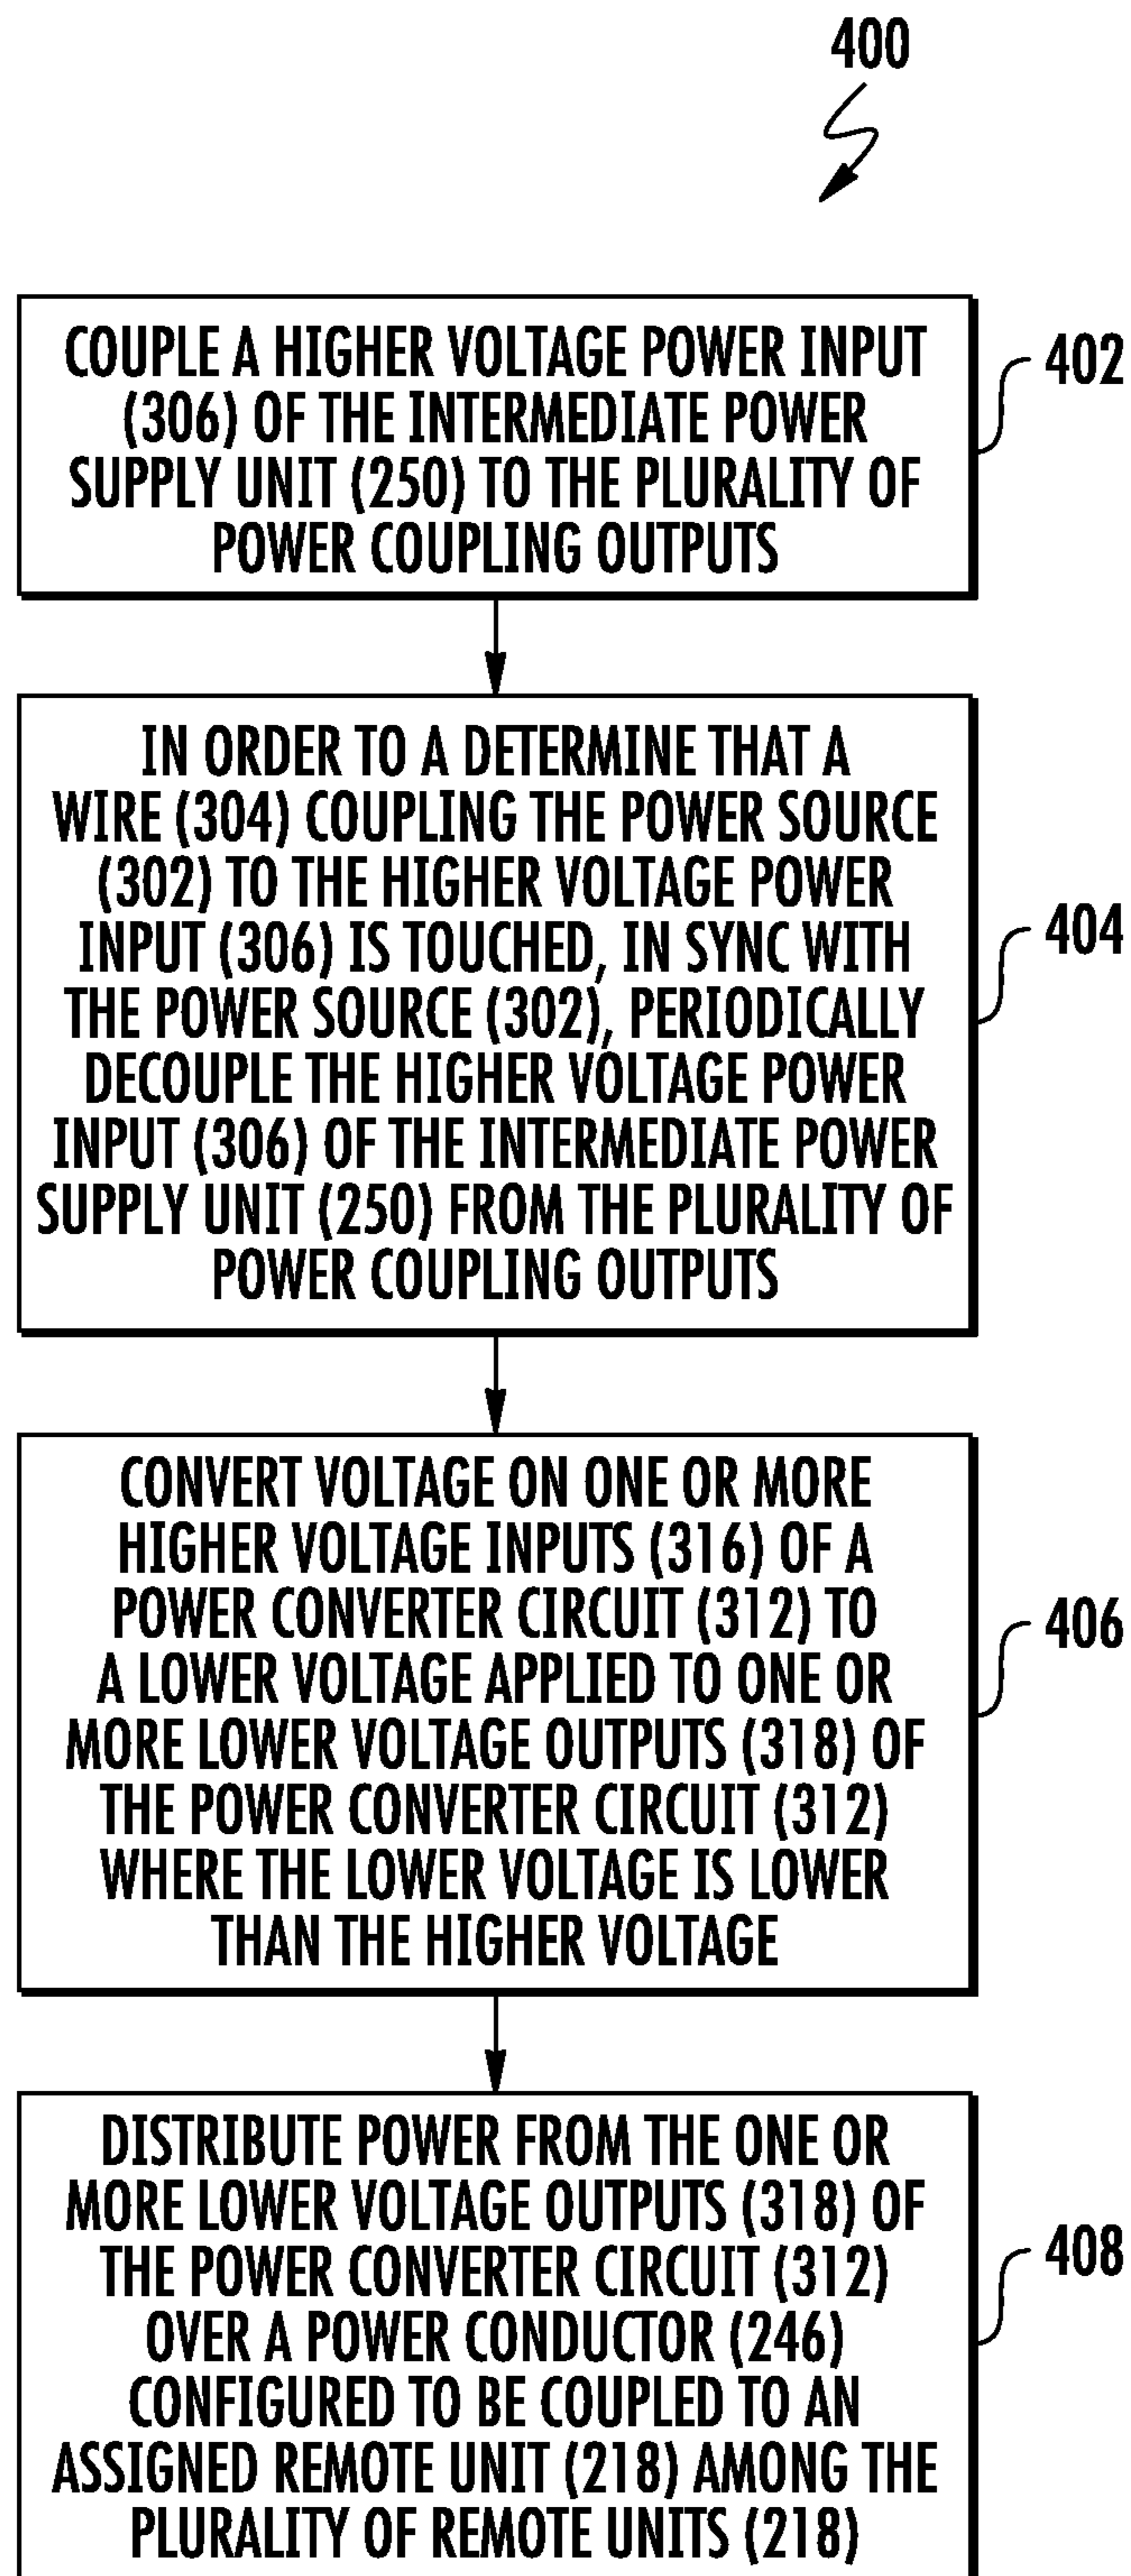 400
COUPLE A HIGHER VOLTAGE POWER INPUT
(306) OF THE INTERMEDIATE POWER
SUPPLY UNIT (250) TO THE PLURALITY OF
POWER COUPLING OUTPUTS
402
IN ORDER TO A DETERMINE THAT A
WIRE (304) COUPLING THE POWER SOURCE
(302) TO THE HIGHER VOLTAGE POWER
INPUT (306) IS TOUCHED, IN SYNC WITH
THE POWER SOURCE (302), PERIODICALLY
DECOUPLE THE HIGHER VOLTAGE POWER
INPUT (306) OF THE INTERMEDIATE POWER
SUPPLY UNIT (250) FROM THE PLURALITY OF
POWER COUPLING OUTPUTS
404
CONVERT VOLTAGE ON ONE OR MORE
HIGHER VOLTAGE INPUTS (316) OF A
POWER CONVERTER CIRCUIT (312) TO
A LOWER VOLTAGE APPLIED TO ONE OR
MORE LOWER VOLTAGE OUTPUTS (318) OF
THE POWER CONVERTER CIRCUIT (312)
WHERE THE LOWER VOLTAGE IS LOWER
THAN THE HIGHER VOLTAGE
406
DISTRIBUTE POWER FROM THE ONE OR
MORE LOWER VOLTAGE OUTPUTS (318) OF
THE POWER CONVERTER CIRCUIT (312)
OVER A POWER CONDUCTOR (246)
CONFIGURED TO BE COUPLED TO AN
ASSIGNED REMOTE UNIT (218) AMONG THE
PLURALITY OF REMOTE UNITS (218)
408